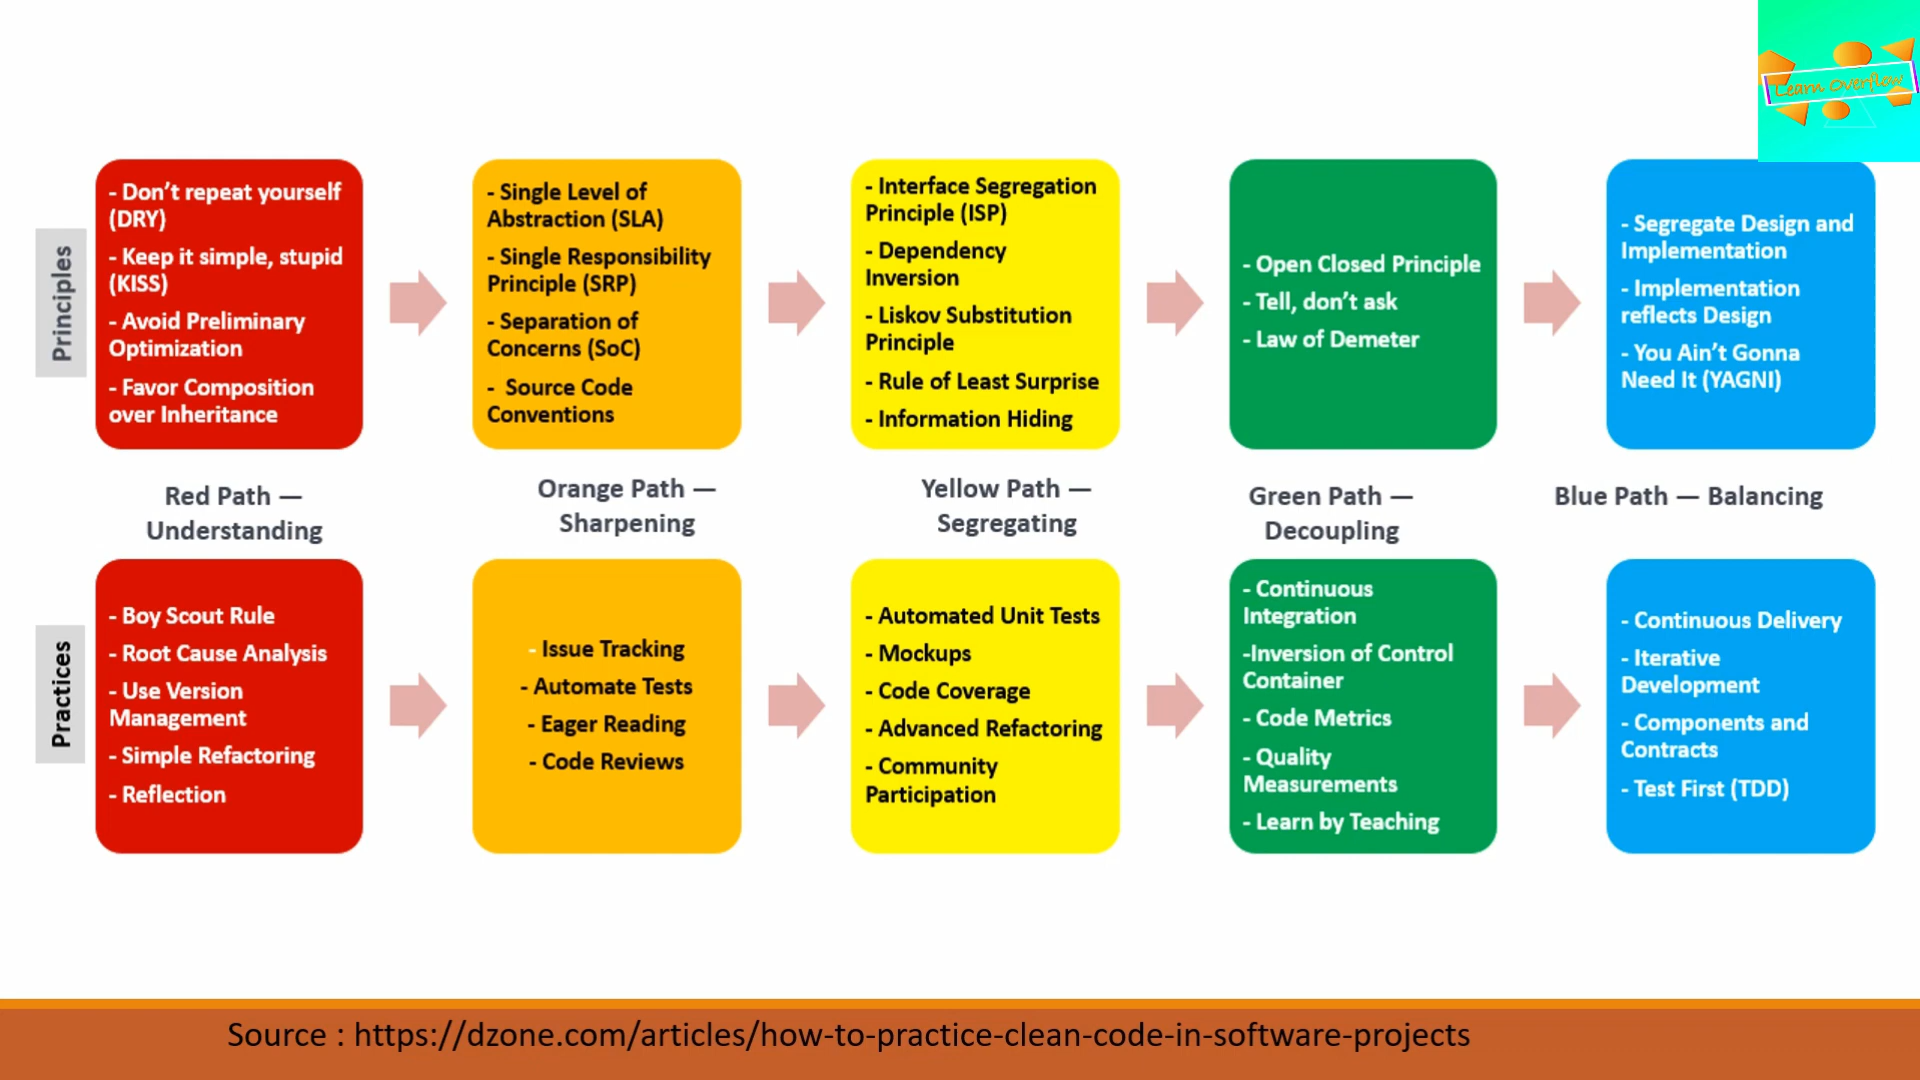 Learn Overflow
Principles
- Don’t repeat yourself
(DRY)
- Keep it simple, stupid
(KISS)
- Avoid Preliminary
Optimization
- Favor Composition
over Inheritance
- Single Level of
Abstraction (SLA)
- Single Responsibility
Principle (SRP)
- Separation of
Concerns (SoC)
- Source Code
Conventions
- Interface Segregation
Principle (ISP)
- Dependency
Inversion
- Liskov Substitution
Principle
- Rule of Least Surprise
- Information Hiding
- Open Closed Principle
- Tell, don’t ask
- Law of Demeter
- Segregate Design and
Implementation
- Implementation
reflects Design
- You Ain’t Gonna
Need It (YAGNI)
Red Path —
Understanding
Orange Path —
Sharpening
Yellow Path —
Segregating
Green Path —
Decoupling
Blue Path — Balancing
Practices
- Boy Scout Rule
- Root Cause Analysis
- Use Version
Management
- Simple Refactoring
- Reflection
- Issue Tracking
- Automate Tests
- Eager Reading
- Code Reviews
- Automated Unit Tests
- Mockups
- Code Coverage
- Advanced Refactoring
- Community
Participation
- Continuous
Integration
-Inversion of Control
Container
- Code Metrics
- Quality
Measurements
- Learn by Teaching
- Continuous Delivery
- Iterative
Development
- Components and
Contracts
- Test First (TDD)
Source : https://dzone.com/articles/how-to-practice-clean-code-in-software-projects